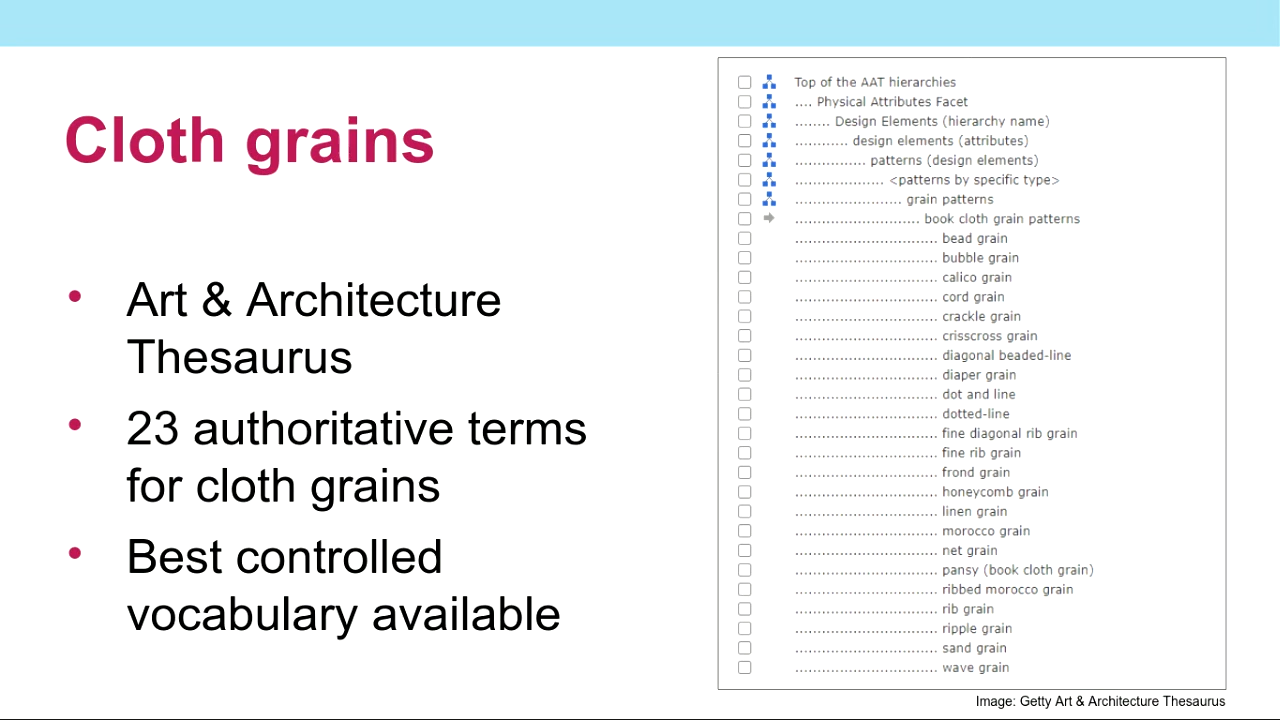 Cloth grains
• Art & Architecture
Thesaurus
• 23 authoritative terms
for cloth grains
• Best controlled
vocabulary available
Top of the AAT hierarchies
.... Physical Attributes Facet
........ Design Elements (hierarchy name)
............ design elements (attributes)
................ patterns (design elements)
.................... <patterns by specific type>
........................ grain patterns
............................ book cloth grain patterns
................................ bead grain
................................ bubble grain
................................ calico grain
................................ cord grain
................................ crackle grain
................................ crisscross grain
................................ diagonal beaded-line
................................ diaper grain
................................ dot and line
................................ dotted-line
................................ fine diagonal rib grain
................................ fine rib grain
................................ frond grain
................................ honeycomb grain
................................ linen grain
................................ morocco grain
................................ net grain
................................ pansy (book cloth grain)
................................ ribbed morocco grain
................................ rib grain
................................ ripple grain
................................ sand grain
................................ wave grain
Image: Getty Art & Architecture Thesaurus